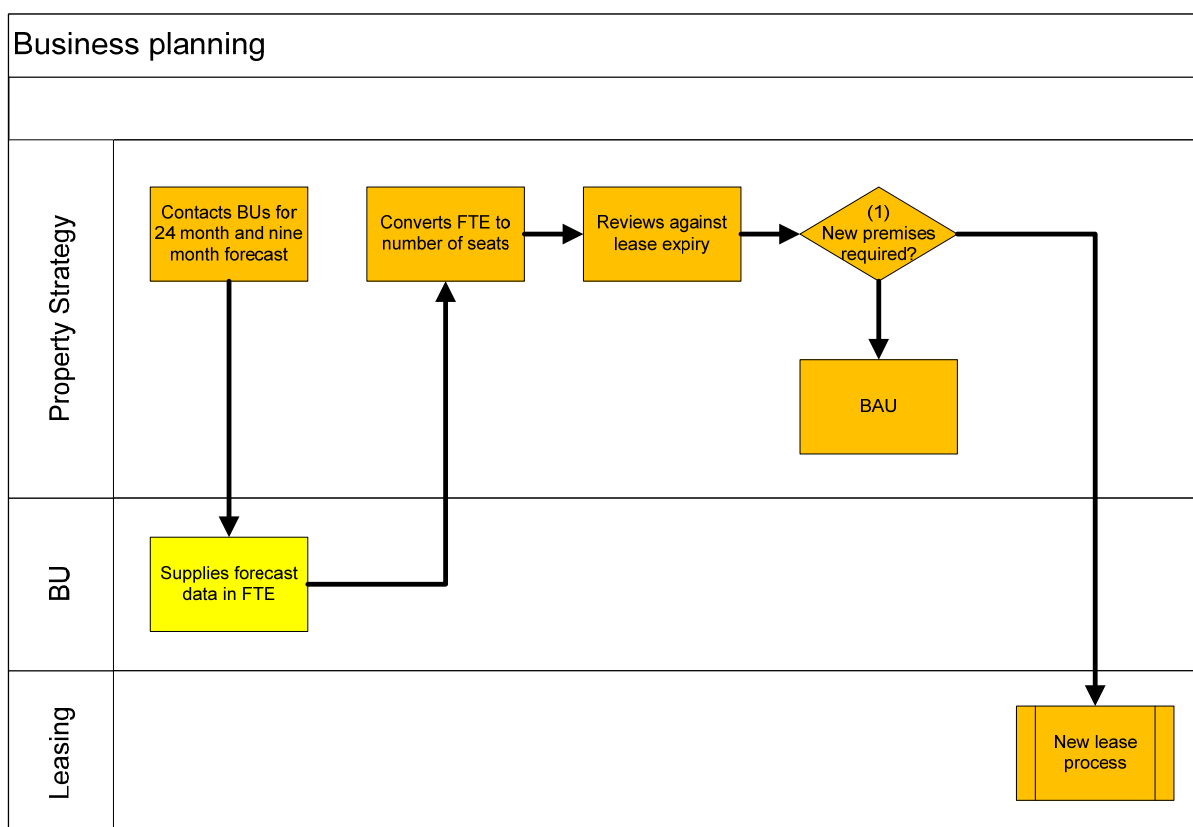 Business planning
Property Strategy
Contacts BUs for
24 month and nine
month forecast
Converts FTE to
number of seats
Reviews against
lease expiry
(1)
New premises
required?
BAU
BU
Supplies forecast
data in FTE
Leasing
New lease
process